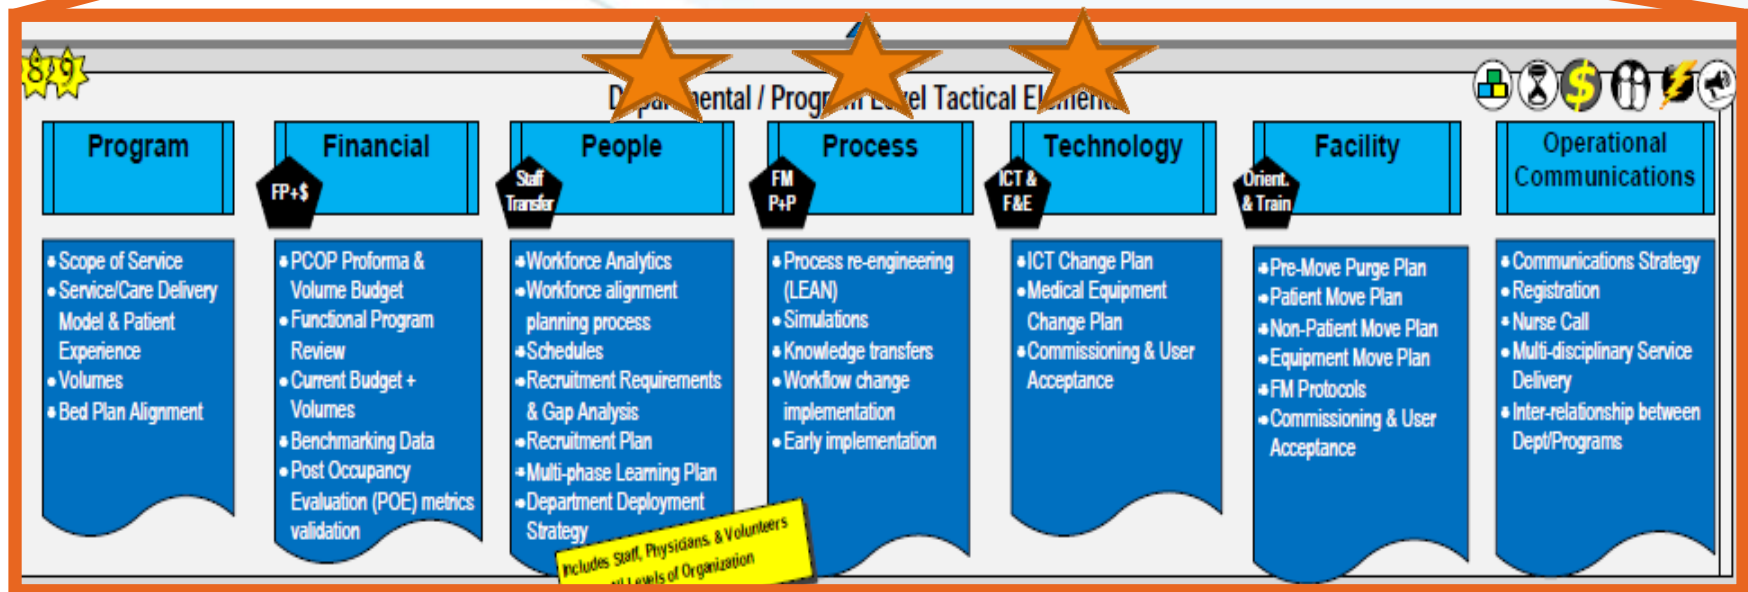 8 9
Departmental / Program Level Tactical Elements
Program
Scope of Service
Service/Care Delivery
Model & Patient
Experience
Volumes
Bed Plan Alignment
Financial
FP+$
PCOP Proforma &
Volume Budget
Functional Program
Review
Current Budget +
Volumes
Benchmarking Data
Post Occupancy
Evaluation (POE) metrics
validation
People
Staff
Transfer
Workforce Analytics
Workforce alignment
planning process
Schedules
Recruitment Requirements
& Gap Analysis
Recruitment Plan
Multi-phase Learning Plan
Department Deployment
Strategy
Includes Staff, Physicians, & Volunteers
Levels of Organization
Process
FM
P+P
Process re-engineering
(LEAN)
Simulations
Knowledge transfers
Workflow change
implementation
Early implementation
Technology
ICT &
F&E
ICT Change Plan
Medical Equipment
Change Plan
Commissioning & User
Acceptance
Facility
Orient.
& Train
Pre-Move Purge Plan
Patient Move Plan
Non-Patient Move Plan
Equipment Move Plan
FM Protocols
Commissioning & User
Acceptance
$
Operational
Communications
Communications Strategy
Registration
Nurse Call
Multi-disciplinary Service
Delivery
Inter-relationship between
Dept/Programs